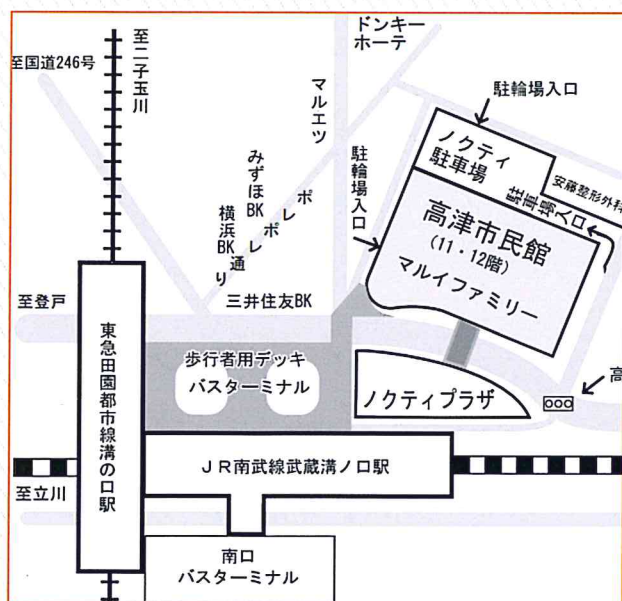 ドンキー
ホーテ
至国道246号
至二子玉川
マルエツ
駐輪場入口
みずほBK
横浜BK
ポレポレ通り
駐輪場入口
ノクティ
駐車場
安藤整形外科
駐車場入口
高津市民館
(11・12階)
マルイファミリー
至登戸
三井住友BK
東急田園都市線溝の口駅
歩行者用デッキ
バスターミナル
ノクティプラザ
高
JR南武線武蔵溝ノ口駅
至立川
南口
バスターミナル